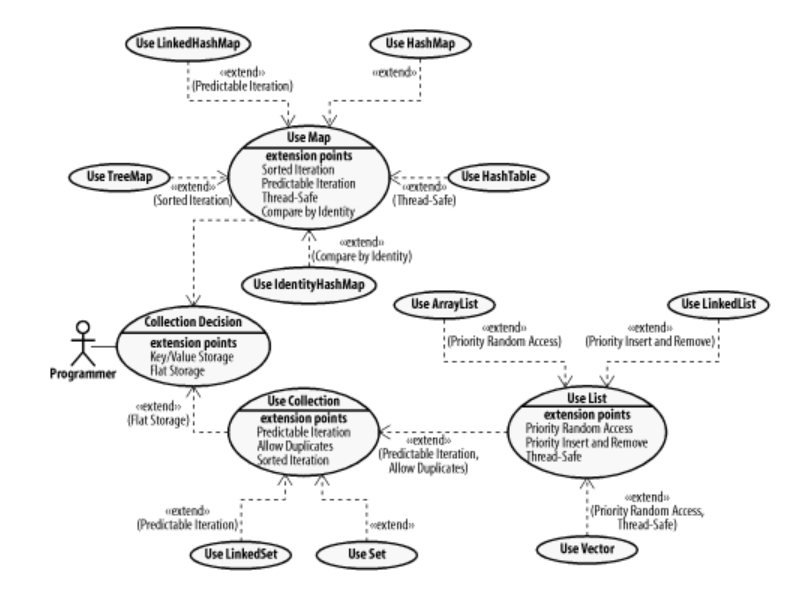 Use LinkedHashMap
Use HashMap
«extend»
(Predictable Iteration)
«extend»
Use Map
extension points
Sorted Iteration
Predictable Iteration
Thread-Safe
Compare by Identity
Use TreeMap
«extend»
(Sorted Iteration)
«extend»
(Thread-Safe)
Use HashTable
«extend»
(Compare by Identity)
Use IdentityHashMap
Use ArrayList
Use LinkedList
Programmer
Collection Decision
extension points
Key/Value Storage
Flat Storage
«extend»
(Priority Random Access)
«extend»
(Priority Insert and Remove)
«extend»
(Flat Storage)
Use Collection
extension points
Predictable Iteration
Allow Duplicates
Sorted Iteration
«extend»
(Predictable Iteration,
Allow Duplicates)
Use List
extension points
Priority Random Access
Priority Insert and Remove
Thread-Safe
«extend»
(Predictable Iteration)
«extend»
«extend»
(Priority Random Access,
Thread-Safe)
Use LinkedSet
Use Set
Use Vector